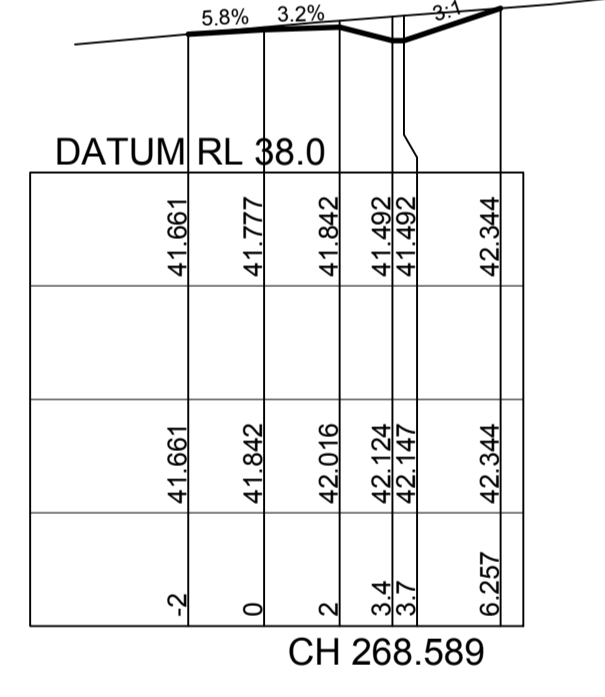 5.8% 3.2% 3:1
DATUM RL 38.0
41.661 41.777 41.842 41.492 41.492 42.344
41.661 41.842 42.016 42.124 42.147 42.344
-2 0 2 3.4 3.7 6.257
CH 268.589